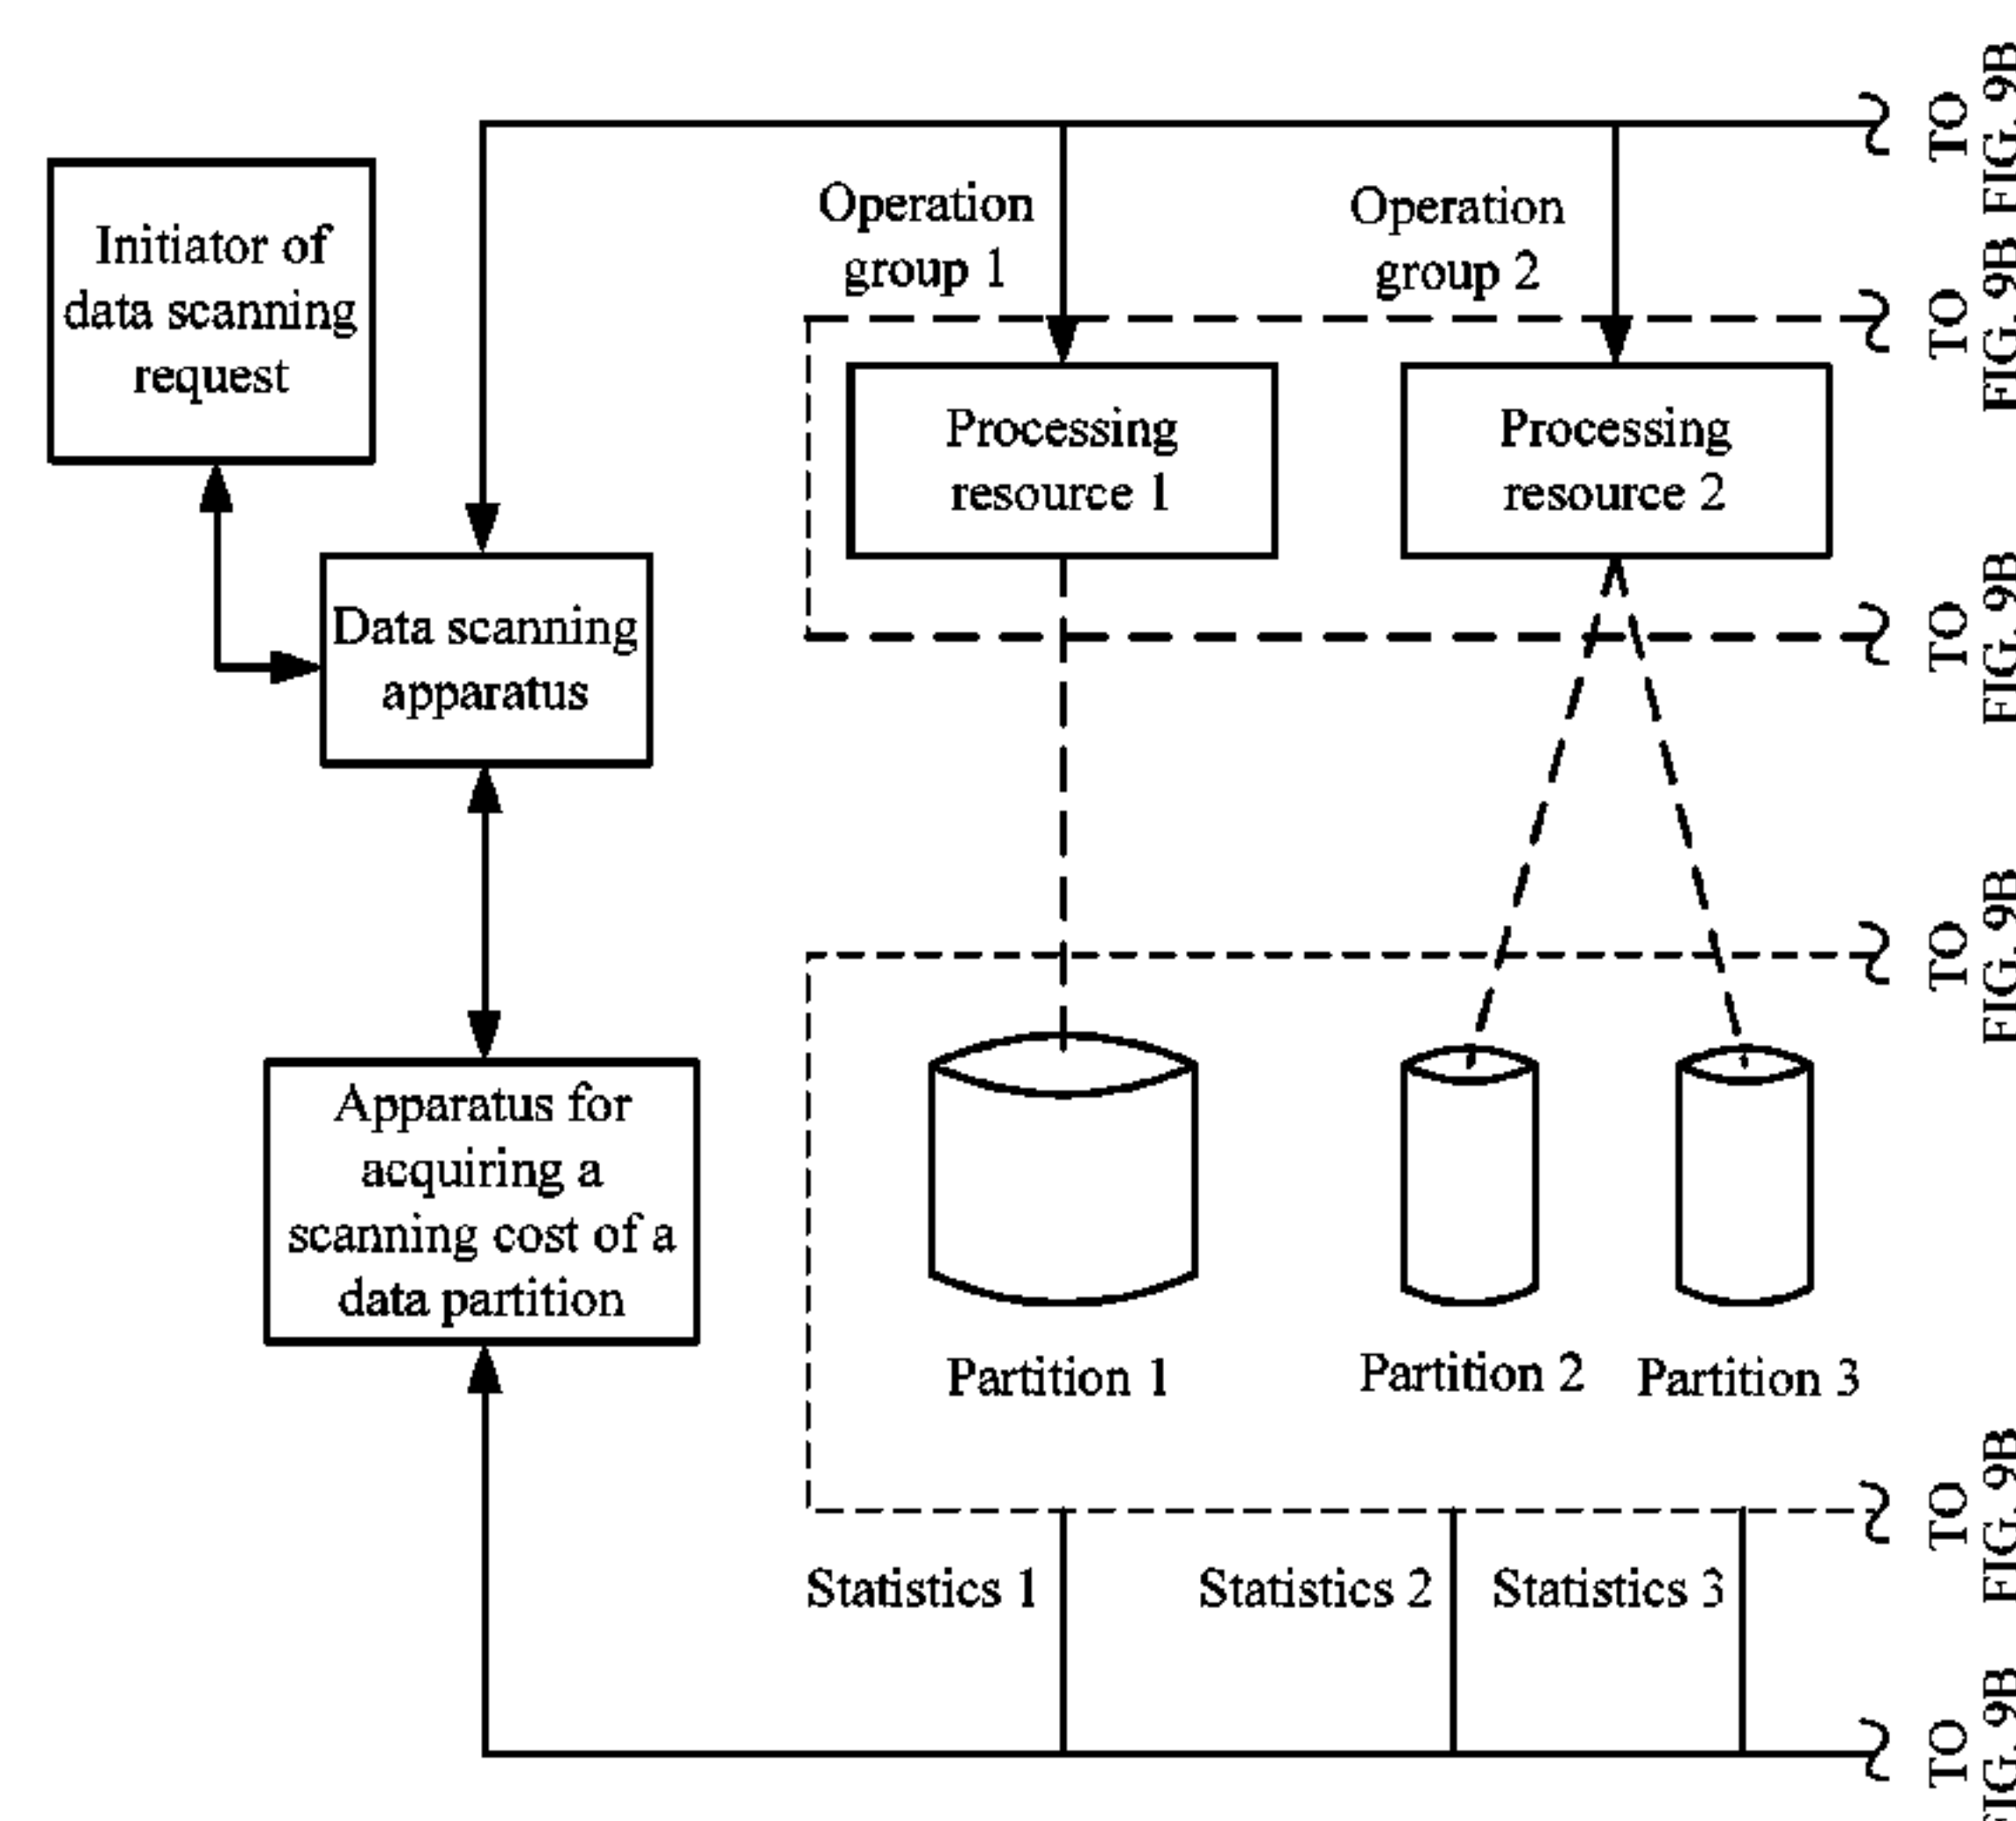 Initiator of
data scanning
request
Data scanning
apparatus
Apparatus for
acquiring a
scanning cost of a
data partition
Operation
group 1
Operation
group 2
Processing
resource 1
Processing
resource 2
Partition 1
Partition 2
Partition 3
Statistics 1
Statistics 2
Statistics 3
TO
FIG. 9B
TO
FIG. 9B
TO
FIG. 9B
TO
FIG. 9B
TO
FIG. 9B
TO
FIG. 9B